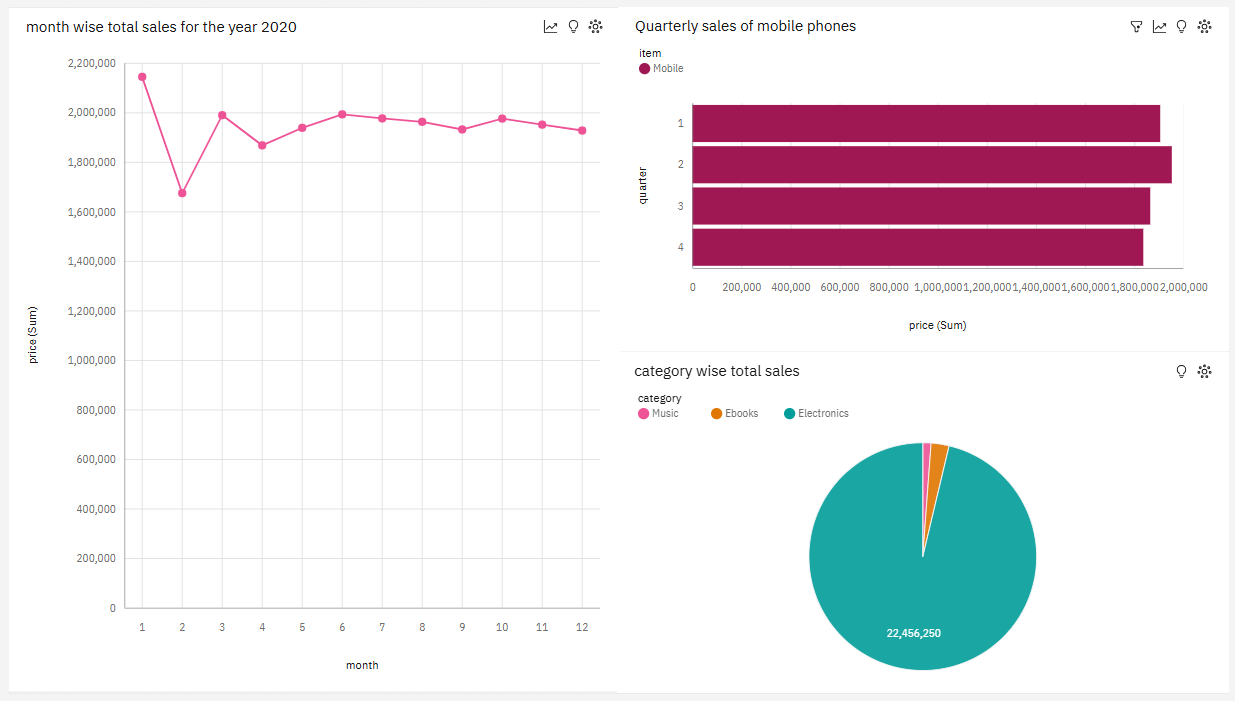 month wise total sales for the year 2020
2,200,000
2,000,000
1,800,000
1,600,000
1,400,000
1,200,000
1,000,000
800,000
600,000
400,000
200,000
0
price (Sum)
1 2 3 4 5 6 7 8 9 10 11 12
month
Quarterly sales of mobile phones
item
Mobile
1
2
3
4
quarter
0 200,000 400,000 600,000 800,000 1,000,000 1,200,000 1,400,000 1,600,000 1,800,000 2,000,000
price (Sum)
category wise total sales
category
Music Ebooks Electronics
22,456,250